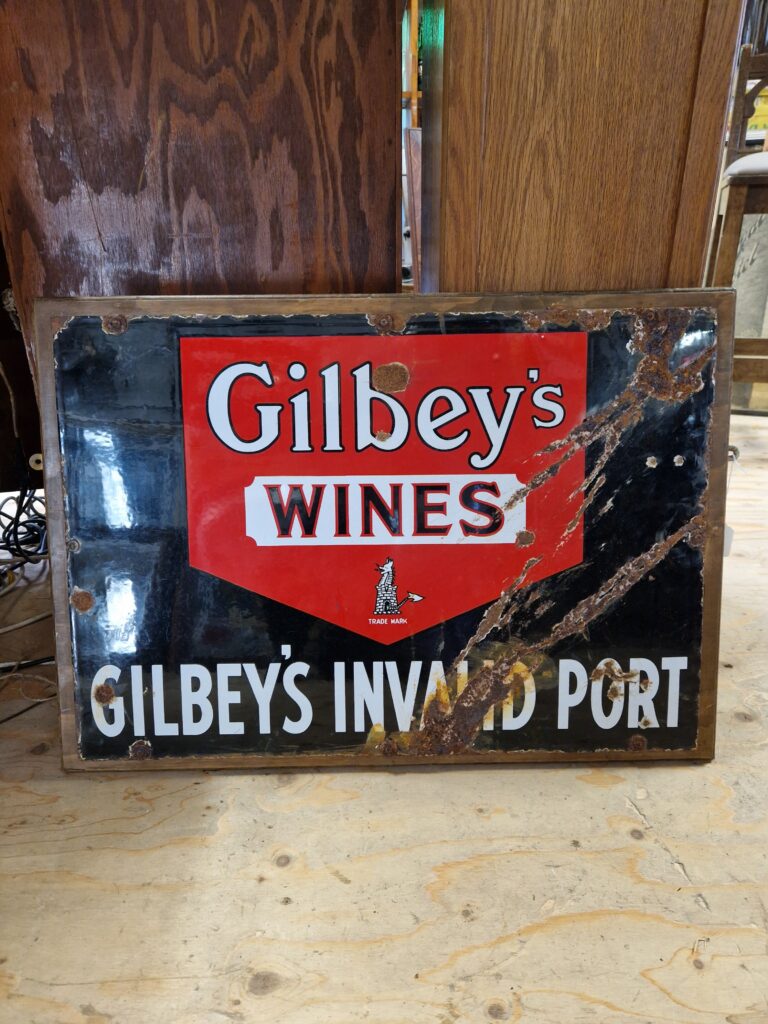 Gilbey's
WINES
TRADE MARK
GILBEY'S INVALID PORT